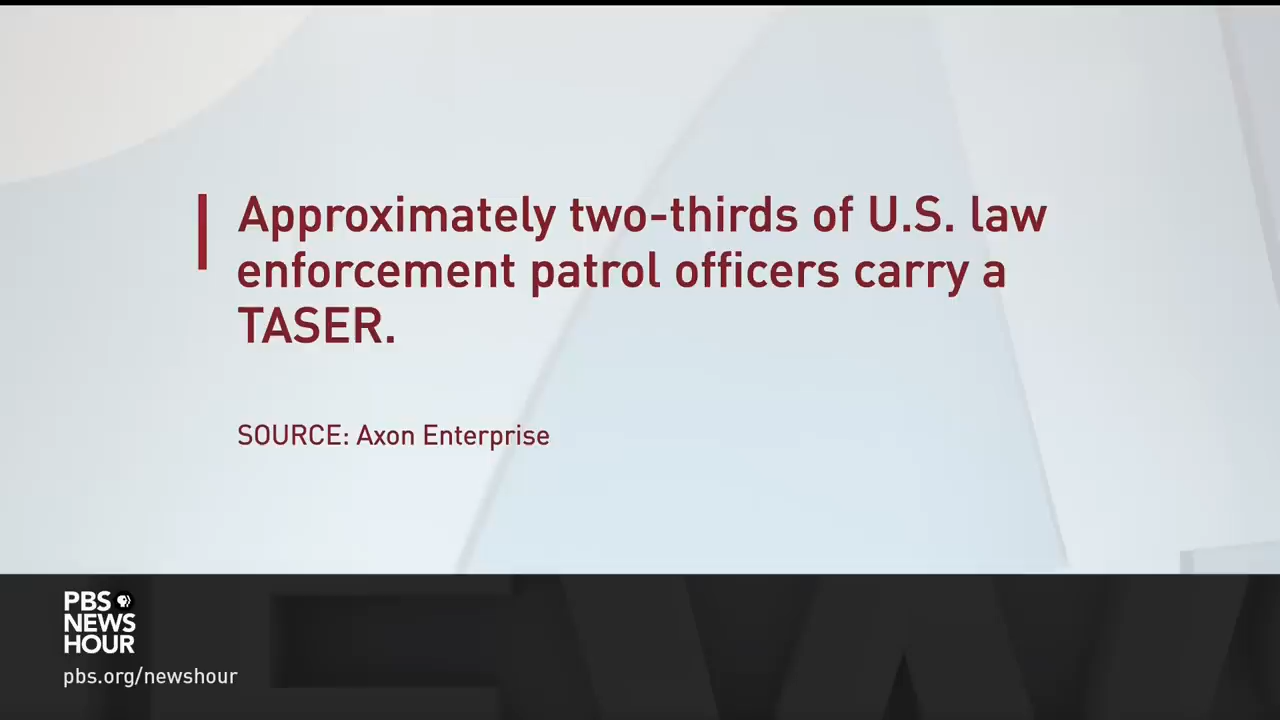 Approximately two-thirds of U.S. law
enforcement patrol officers carry a
TASER.
SOURCE: Axon Enterprise
PBS
NEWS
HOUR
pbs.org/newshour